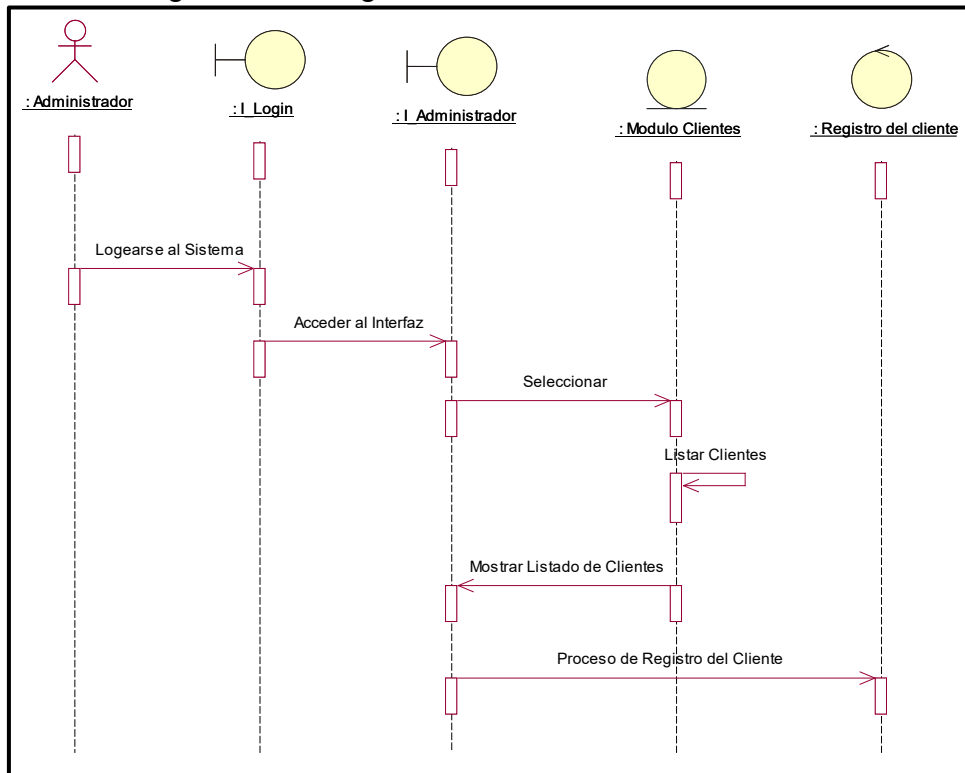 : Administrador
: I_Login
: I_Administrador
: Modulo Clientes
: Registro del cliente
Logearse al Sistema
Acceder al Interfaz
Seleccionar
Listar Clientes
Mostrar Listado de Clientes
Proceso de Registro del Cliente